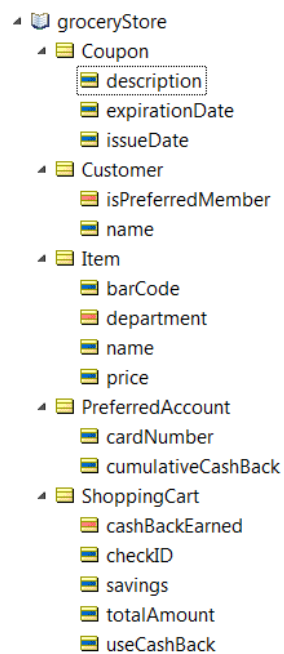 groceryStore
Coupon
description
expirationDate
issueDate
Customer
isPreferredMember
name
Item
barCode
department
name
price
PreferredAccount
cardNumber
cumulativeCashBack
ShoppingCart
cashBackEarned
checkID
savings
totalAmount
useCashBack